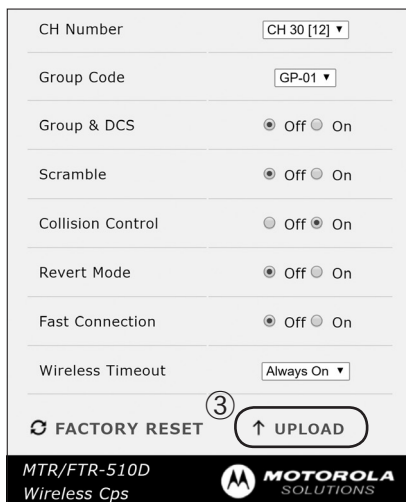 CH Number CH 30 [12] ▼
Group Code GP-01 ▼
Group & DCS Off On
Scramble Off On
Collision Control Off On
Revert Mode Off On
Fast Connection Off On
Wireless Timeout Always On ▼
③
FACTORY RESET ↑ UPLOAD
MTR/FTR-510D
Wireless Cps
MOTOROLA
SOLUTIONS